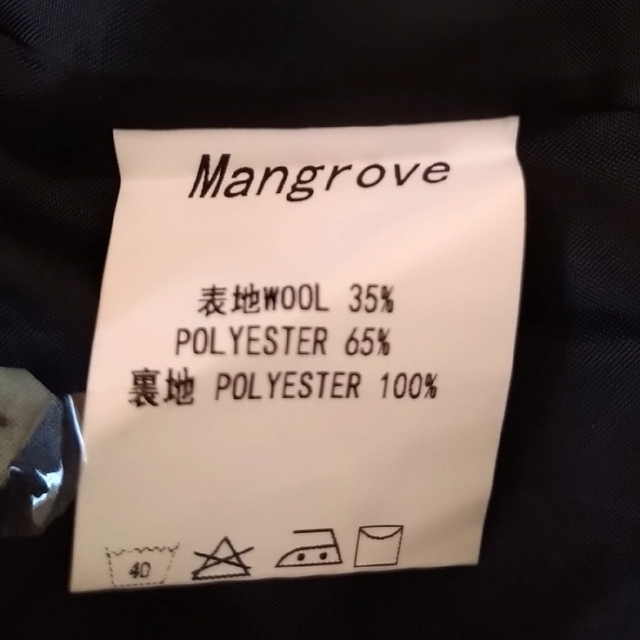 Mangrove
表地WOOL 35%
POLYESTER 65%
裏地 POLYESTER 100%
40